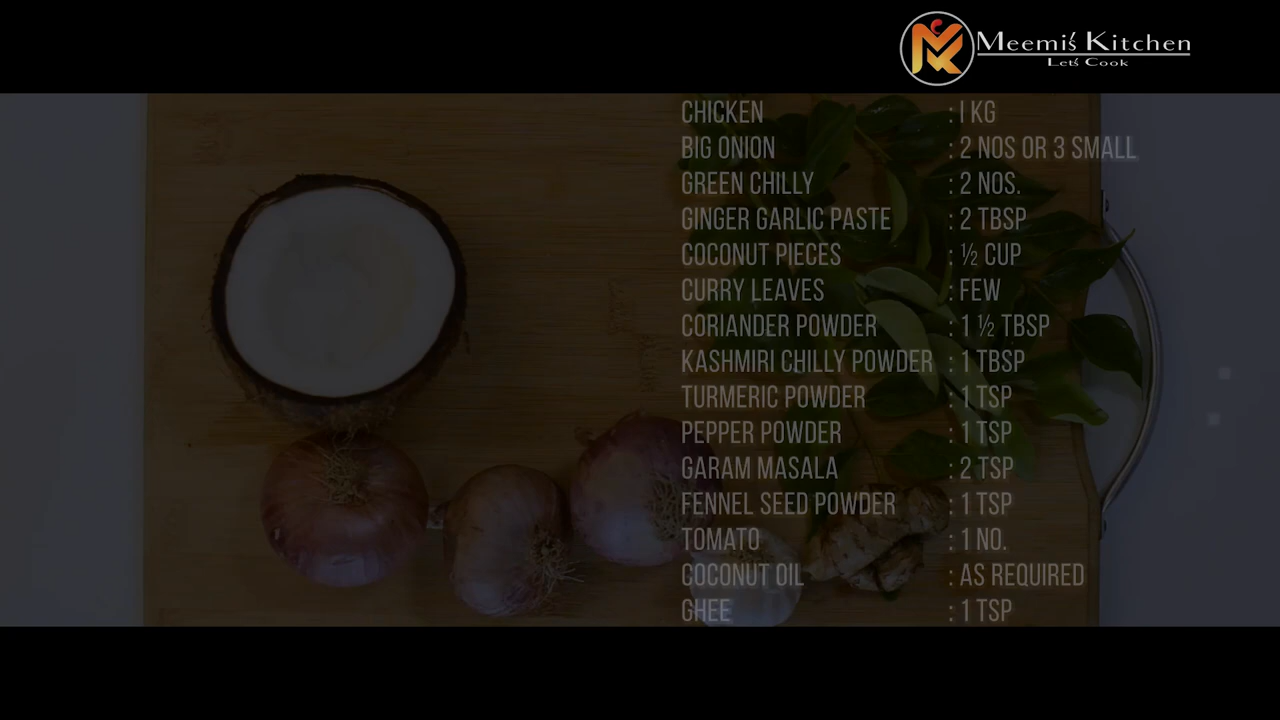 Meemi's Kitchen
Let's Cook
CHICKEN : 1 KG
BIG ONION : 2 NOS OR 3 SMALL
GREEN CHILLY : 2 NOS.
GINGER GARLIC PASTE : 2 TBSP
COCONUT PIECES : ½ CUP
CURRY LEAVES : FEW
CORIANDER POWDER : 1 ½ TBSP
KASHMIRI CHILLY POWDER : 1 TBSP
TURMERIC POWDER : 1 TSP
PEPPER POWDER : 1 TSP
GARAM MASALA : 2 TSP
FENNEL SEED POWDER : 1 TSP
TOMATO : 1 NO.
COCONUT OIL : AS REQUIRED
GHEE : 1 TSP